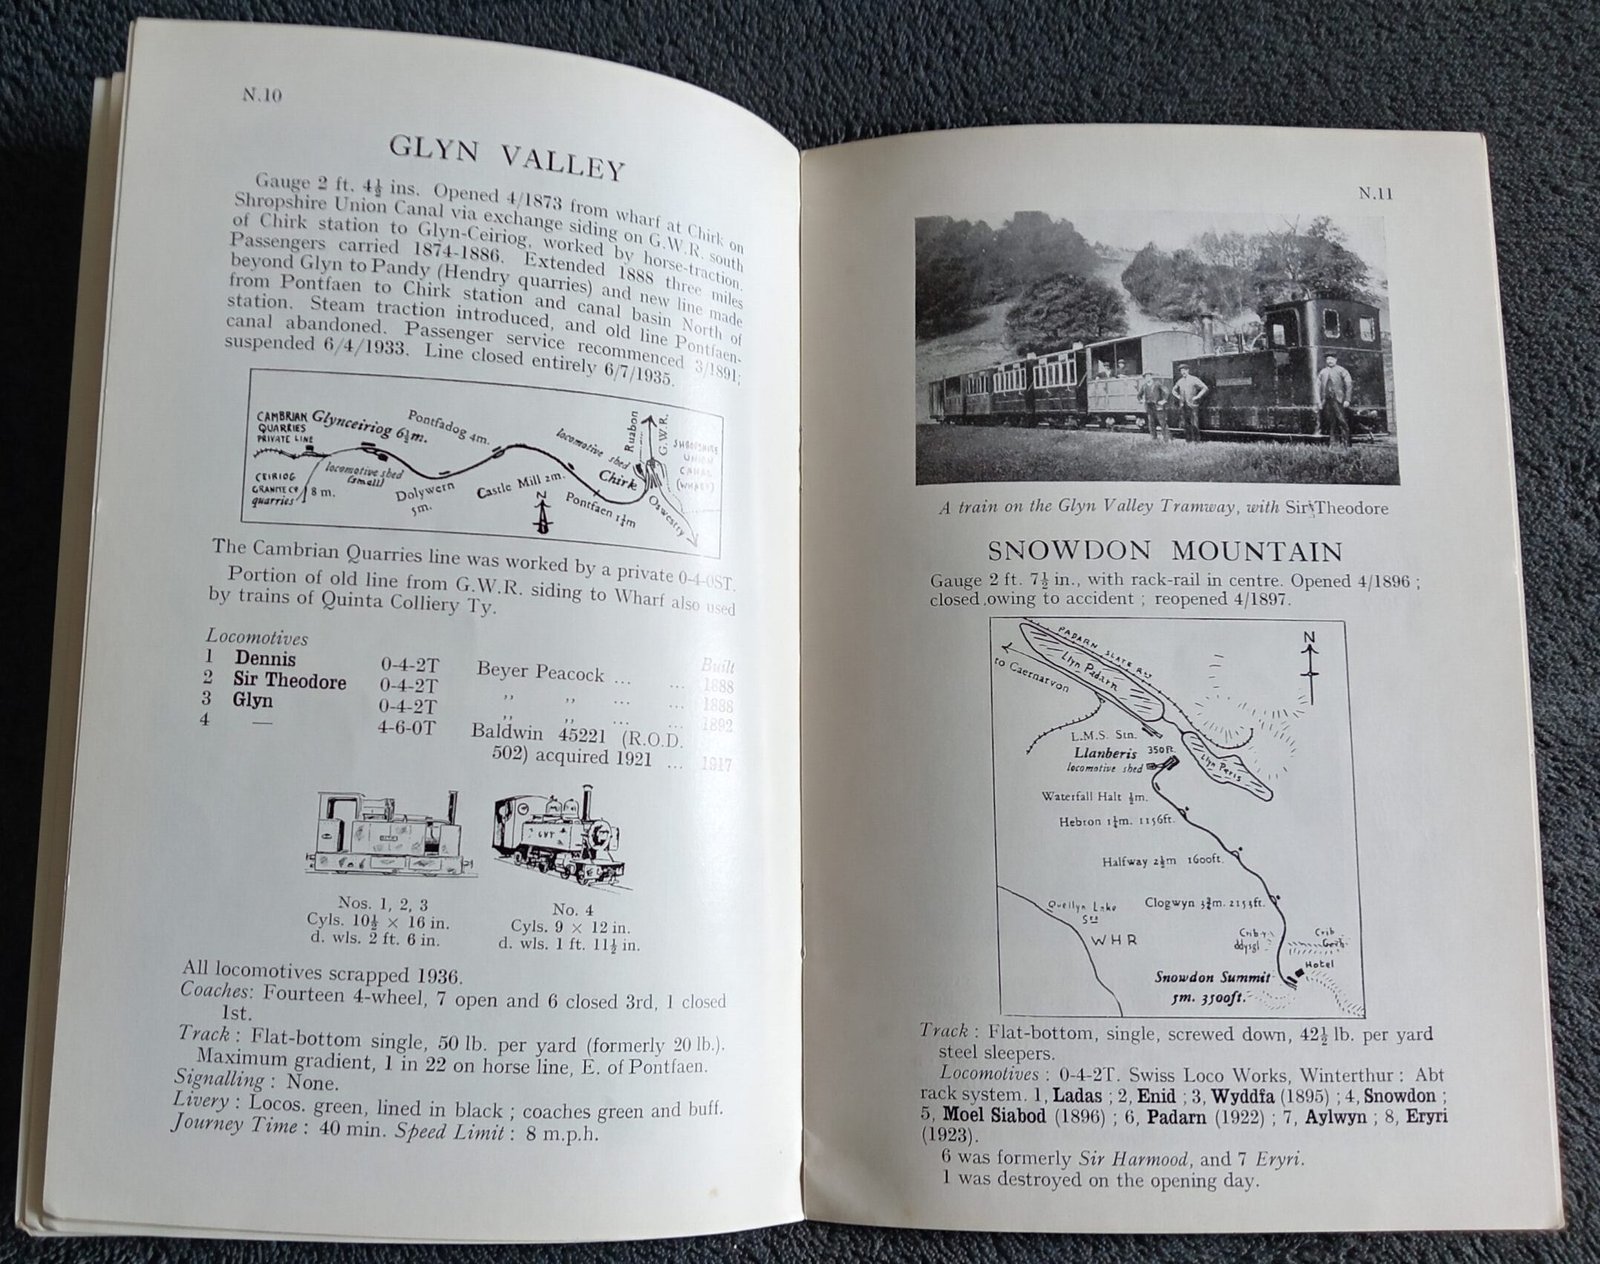 N.10
GLYN VALLEY
Gauge 2 ft. 4½ ins. Opened 4/1873 from wharf at Chirk on
Shropshire Union Canal via exchange siding on G.W.R. south
of Chirk station to Glyn-Ceiriog, worked by horse-traction.
Passengers carried 1874-1886. Extended 1888 three miles
beyond Glyn to Pandy (Hendry quarries) and new line made
from Pontfaen to Chirk station and canal basin North of
station. Steam traction introduced, and old line Pontfaen-
canal abandoned. Passenger service recommenced 3/1891;
suspended 6/4/1933. Line closed entirely 6/7/1935.
CAMBRIAN
QUARRIES
PRIVATE LINE
Glynceiriog 6½m.
Pontfadog 4m.
locomotive shed
Ruabon
G.W.R.
SHROPSHIRE
UNION
CANAL
(WHARF)
locomotive shed
(small)
CEIRIOG
GRANITE Co
quarries
8 m.
Dolywern
5m.
Castle Mill 2m.
Chirk
N
Pontfaen 1¼m
Oswestry
The Cambrian Quarries line was worked by a private 0-4-0ST.
Portion of old line from G.W.R. siding to Wharf also used
by trains of Quinta Colliery Ty.
Locomotives Built
1 Dennis 0-4-2T Beyer Peacock ... ... 1888
2 Sir Theodore 0-4-2T ,, ,, ... ... 1888
3 Glyn 0-4-2T ,, ,, ... ... 1892
4 — 4-6-0T Baldwin 45221 (R.O.D.
502) acquired 1921 ... 1917
GVT
Nos. 1, 2, 3
Cyls. 10½ × 16 in.
d. wls. 2 ft. 6 in.
No. 4
Cyls. 9 × 12 in.
d. wls. 1 ft. 11½ in.
All locomotives scrapped 1936.
Coaches: Fourteen 4-wheel, 7 open and 6 closed 3rd, 1 closed
1st.
Track : Flat-bottom single, 50 lb. per yard (formerly 20 lb.).
Maximum gradient, 1 in 22 on horse line, E. of Pontfaen.
Signalling : None.
Livery : Locos. green, lined in black ; coaches green and buff.
Journey Time : 40 min. Speed Limit : 8 m.p.h.
N.11
A train on the Glyn Valley Tramway, with Sir Theodore
SNOWDON MOUNTAIN
Gauge 2 ft. 7½ in., with rack-rail in centre. Opened 4/1896 ;
closed owing to accident ; reopened 4/1897.
PADARN SLATE RLY
Llyn Padarn
to Caernarvon
N
L.M.S. Stn.
Llanberis 350ft.
locomotive shed
Llyn Peris
Waterfall Halt ½m.
Hebron 1¼m. 1156ft.
Halfway 2½m 1600ft.
Clogwyn 3¾m. 2153ft.
Quellyn Lake
Stn
WHR
Crib-y-
ddysgl
Crib
Goch
Hotel
Snowdon Summit
5m. 3500ft.
Track : Flat-bottom, single, screwed down, 42½ lb. per yard
steel sleepers.
Locomotives : 0-4-2T. Swiss Loco Works, Winterthur : Abt
rack system. 1, Ladas ; 2, Enid ; 3, Wyddfa (1895) ; 4, Snowdon ;
5, Moel Siabod (1896) ; 6, Padarn (1922) ; 7, Aylwyn ; 8, Eryri
(1923).
6 was formerly Sir Harmood, and 7 Eryri.
1 was destroyed on the opening day.